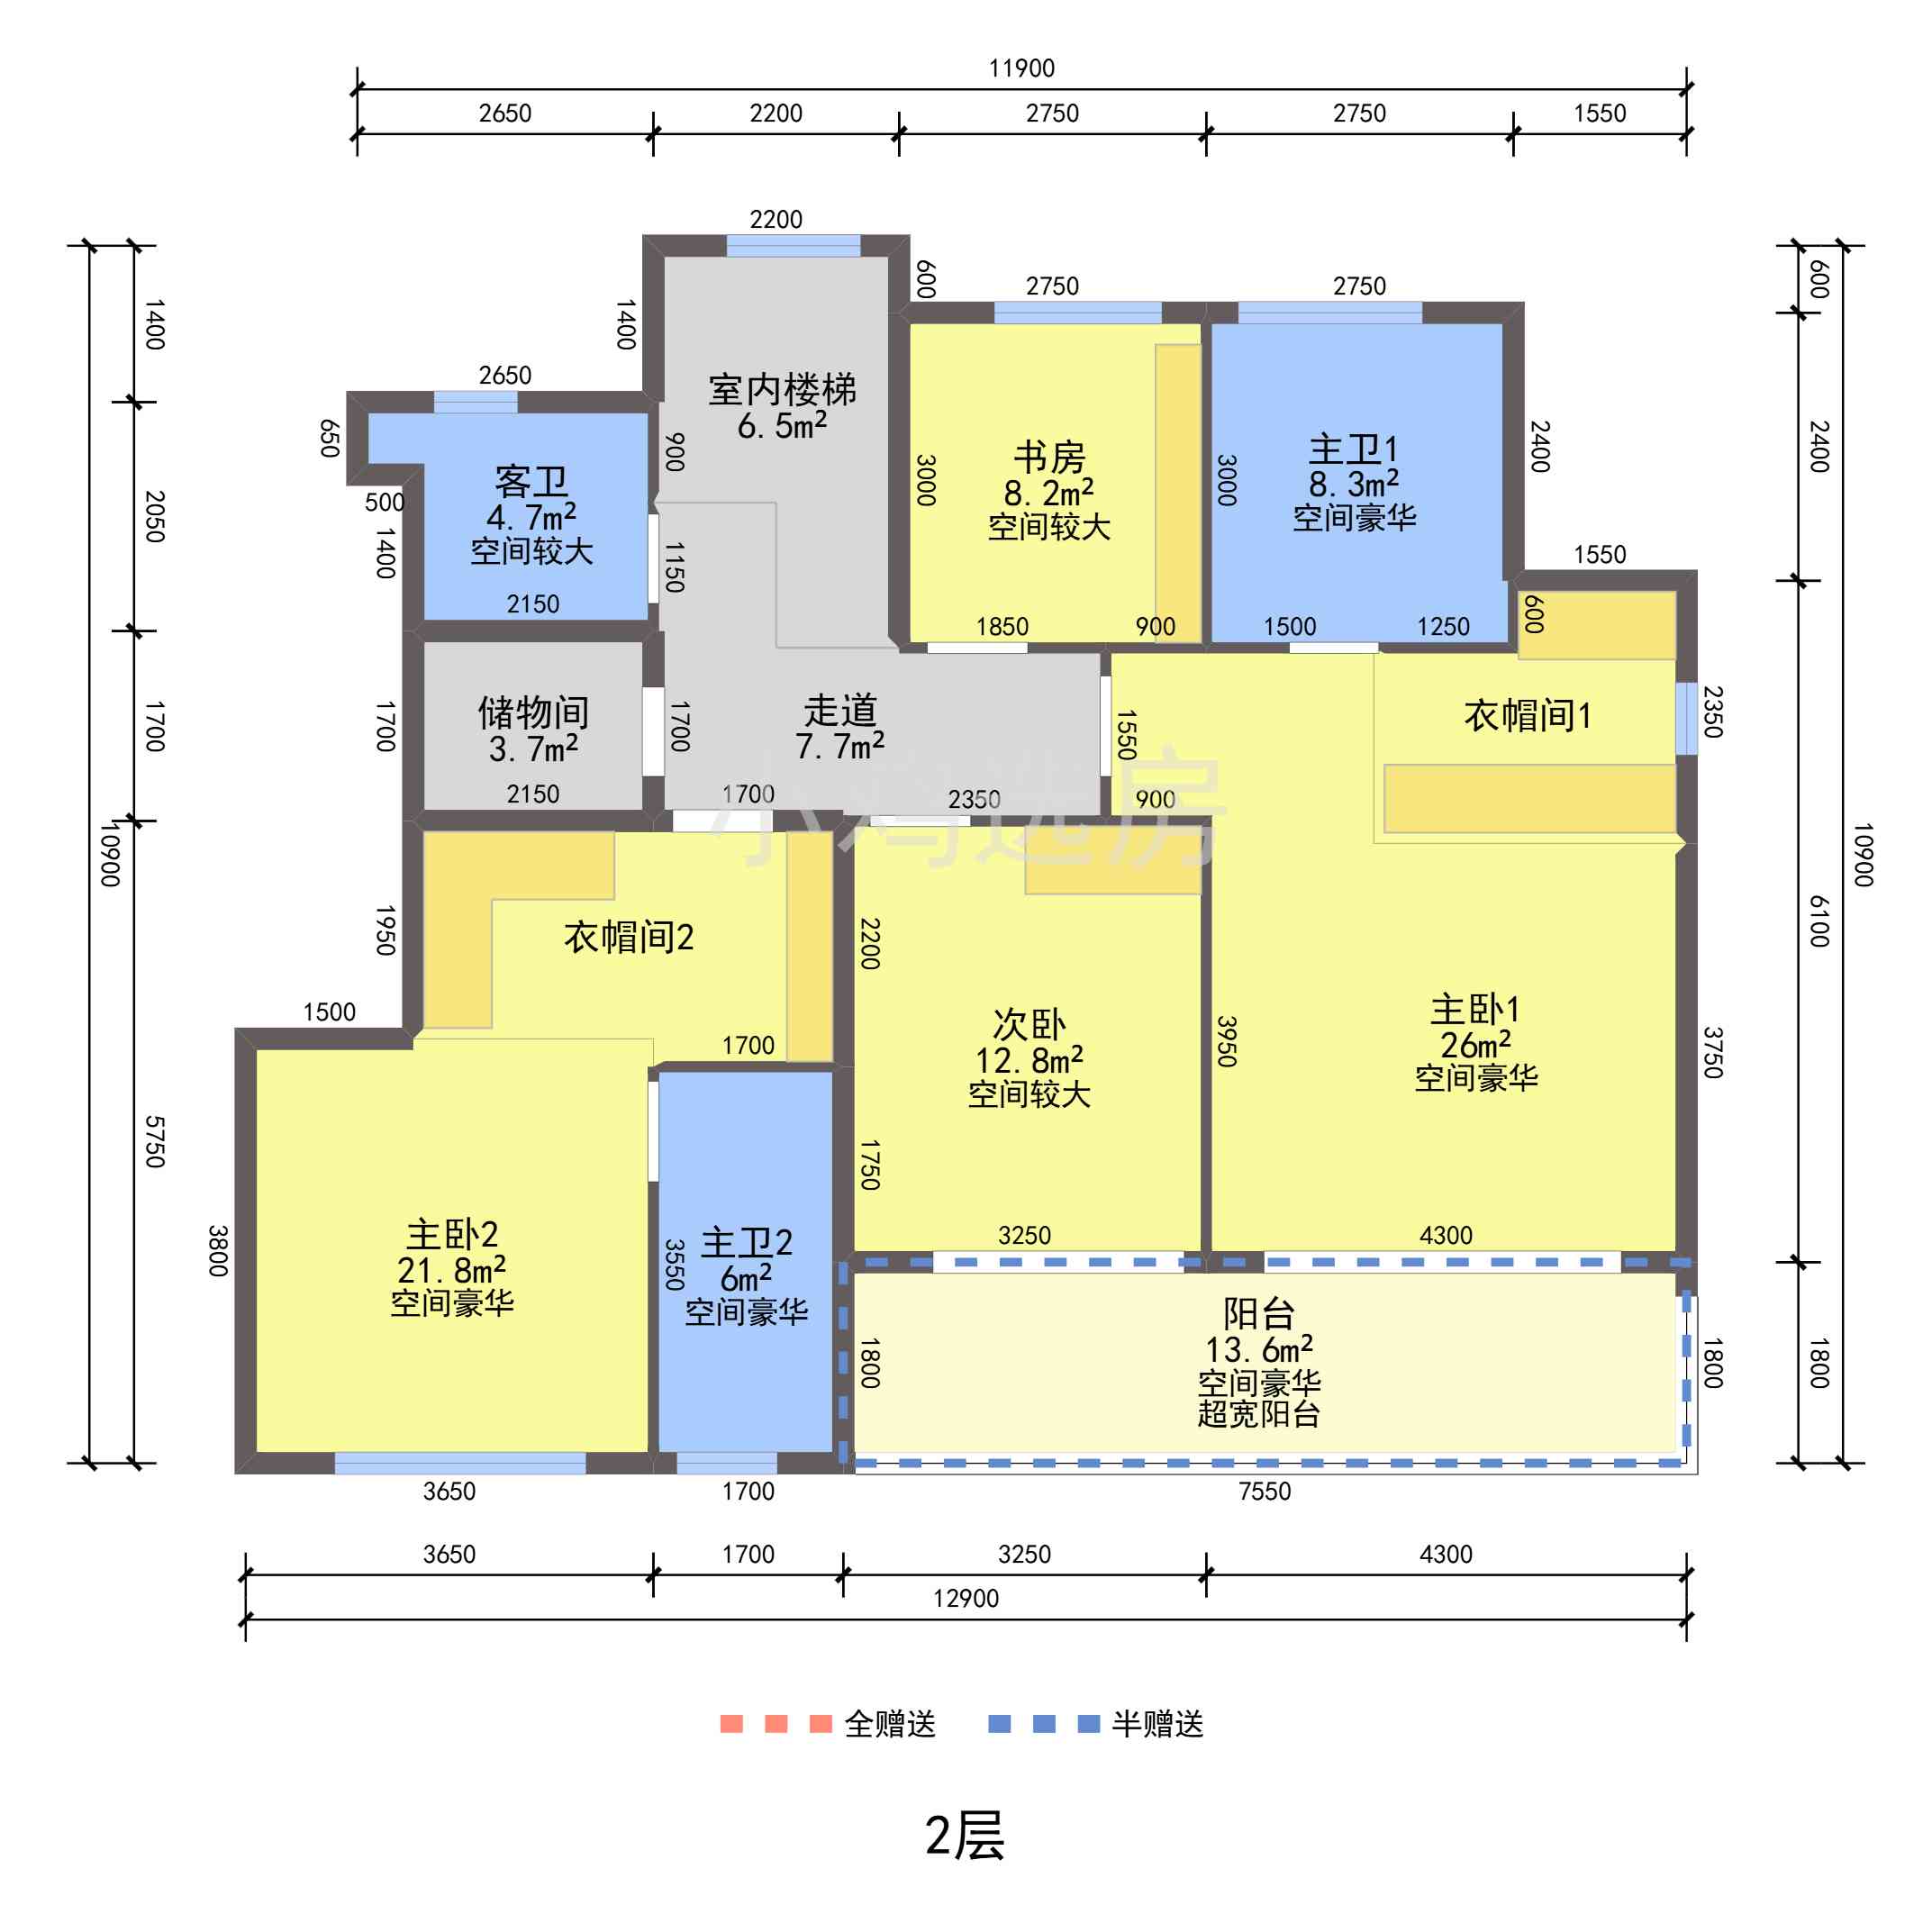 11900
2650 2200 2750 2750 1550
2200
600
2750
2750
600
1400
1400
2650
室内楼梯
6.5m²
650
900
书房
8.2m²
空间较大
3000
主卫1
8.3m²
空间豪华
3000
2400
2400
客卫
4.7m²
空间较大
500
2050
1400
1150
1550
2150
1850
900
1500
1250
600
储物间
3.7m²
1700
1700
1700
走道
7.7m²
1550
衣帽间1
2350
2150
1700
2350
900
小鸡选房
10900
10900
1950
衣帽间2
2200
6100
1500
1700
次卧
12.8m²
空间较大
3950
主卧1
26m²
空间豪华
3750
5750
1750
3800
主卧2
21.8m²
空间豪华
3550
主卫2
6m²
空间豪华
3250
4300
阳台
13.6m²
空间豪华
超宽阳台
1800
1800
1800
3650
1700
7550
3650 1700 3250 4300
12900
全赠送 半赠送
2层